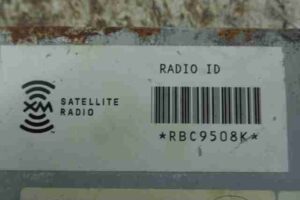 RADIO ID
XM SATELLITE
RADIO
*RBC9508K*